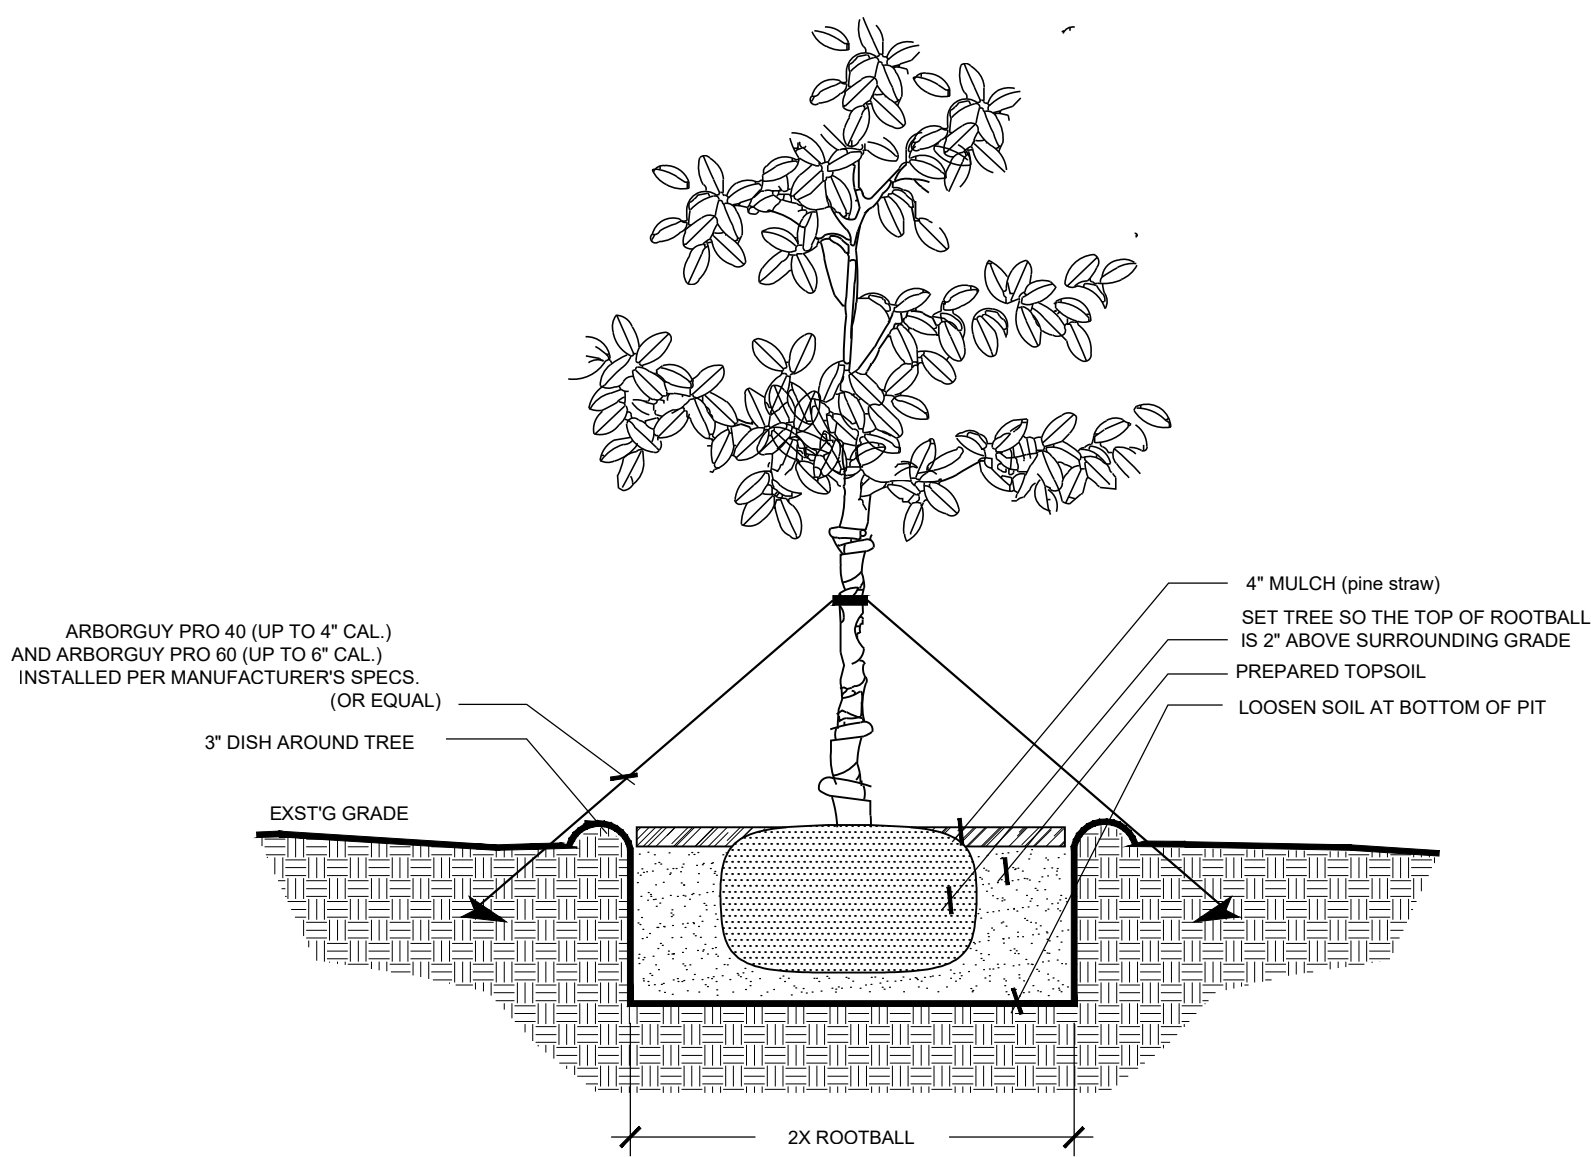 ARBORGUY PRO 40 (UP TO 4" CAL.)
AND ARBORGUY PRO 60 (UP TO 6" CAL.)
INSTALLED PER MANUFACTURER'S SPECS.
(OR EQUAL)
3" DISH AROUND TREE
EXST'G GRADE
4" MULCH (pine straw)
SET TREE SO THE TOP OF ROOTBALL
IS 2" ABOVE SURROUNDING GRADE
PREPARED TOPSOIL
LOOSEN SOIL AT BOTTOM OF PIT
2X ROOTBALL